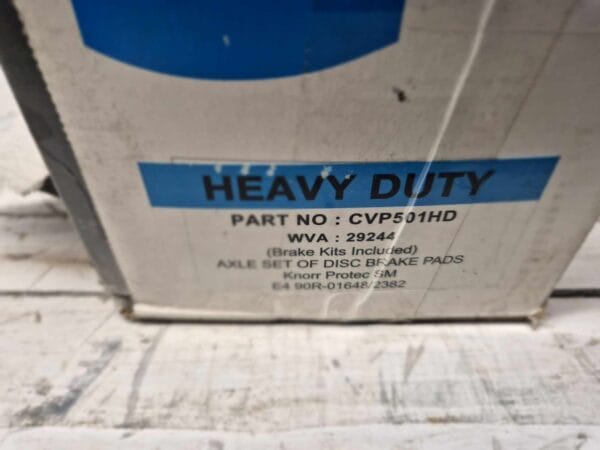 HEAVY DUTY
PART NO : CVP501HD
WVA : 29244
(Brake Kits Included)
AXLE SET OF DISC BRAKE PADS
Knorr Protec SM
E4 90R-01648/2382